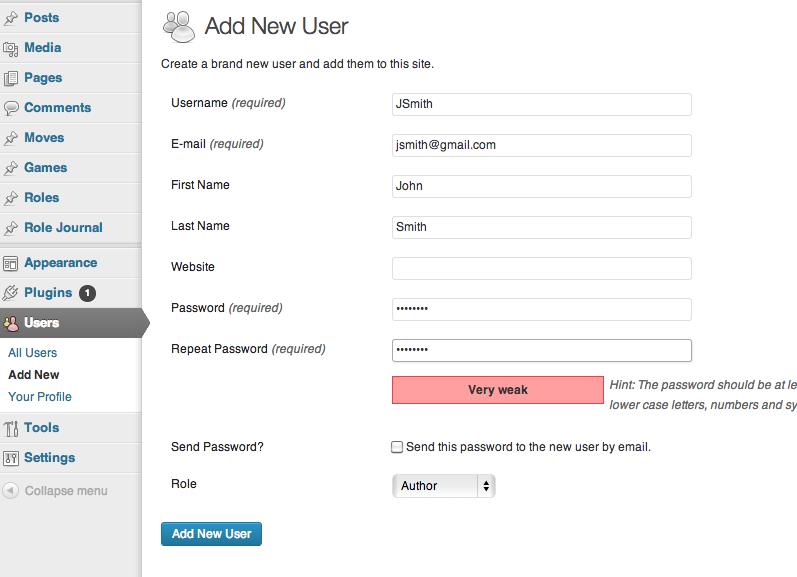 Posts
Media
Pages
Comments
Moves
Games
Roles
Role Journal
Appearance
Plugins 1
Users
All Users
Add New
Your Profile
Tools
Settings
Collapse menu
Add New User
Create a brand new user and add them to this site.
Username (required) JSmith
E-mail (required) jsmith@gmail.com
First Name John
Last Name Smith
Website
Password (required) ••••••••
Repeat Password (required) ••••••••
Very weak Hint: The password should be at le
lower case letters, numbers and sy
Send Password? Send this password to the new user by email.
Role Author
Add New User